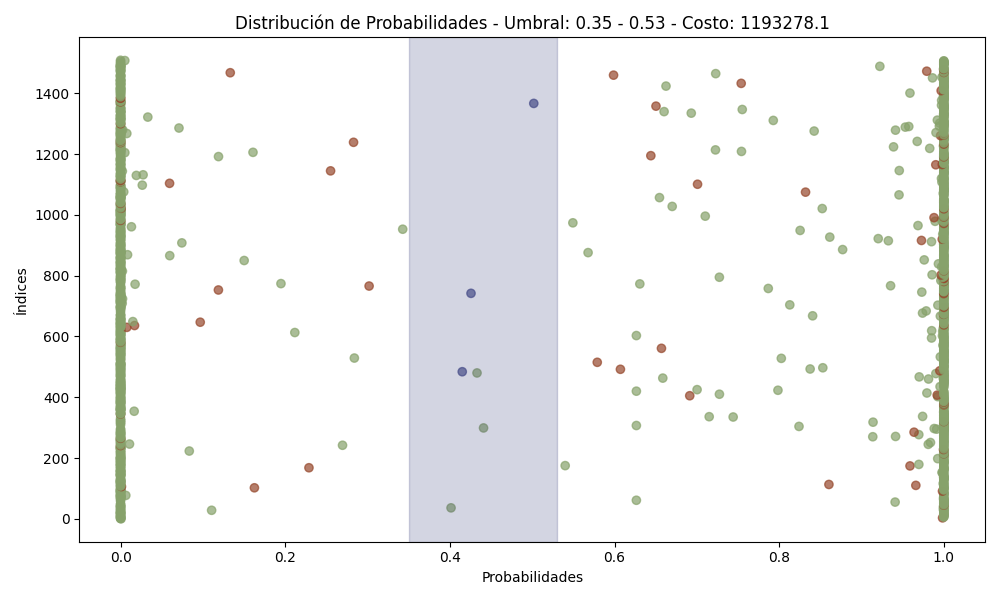 Distribución de Probabilidades - Umbral: 0.35 - 0.53 - Costo: 1193278.1
Índices
1400
1200
1000
800
600
400
200
0
0.0 0.2 0.4 0.6 0.8 1.0
Probabilidades